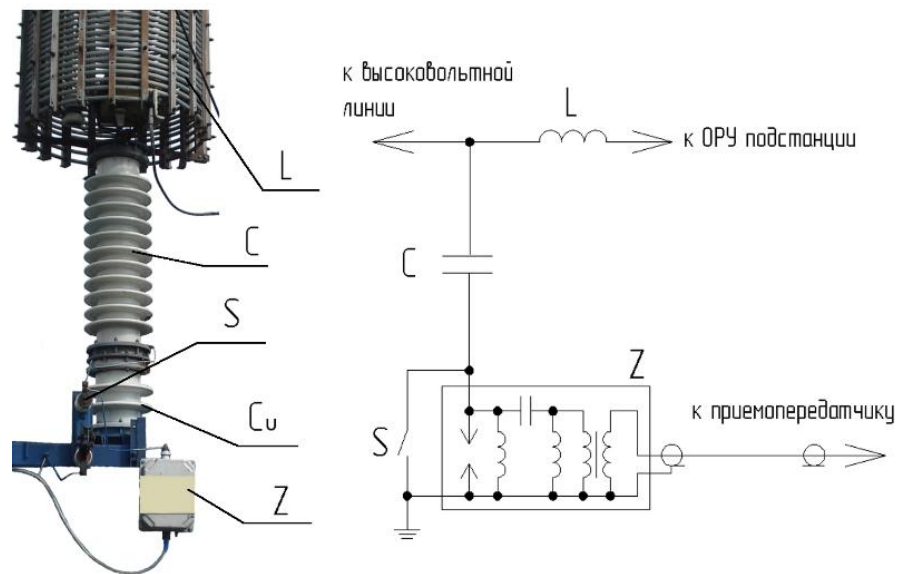 L
C
S
Cu
Z
к высоковольтной
линии
L
к ОРУ подстанции
C
Z
S
к приемопередатчику